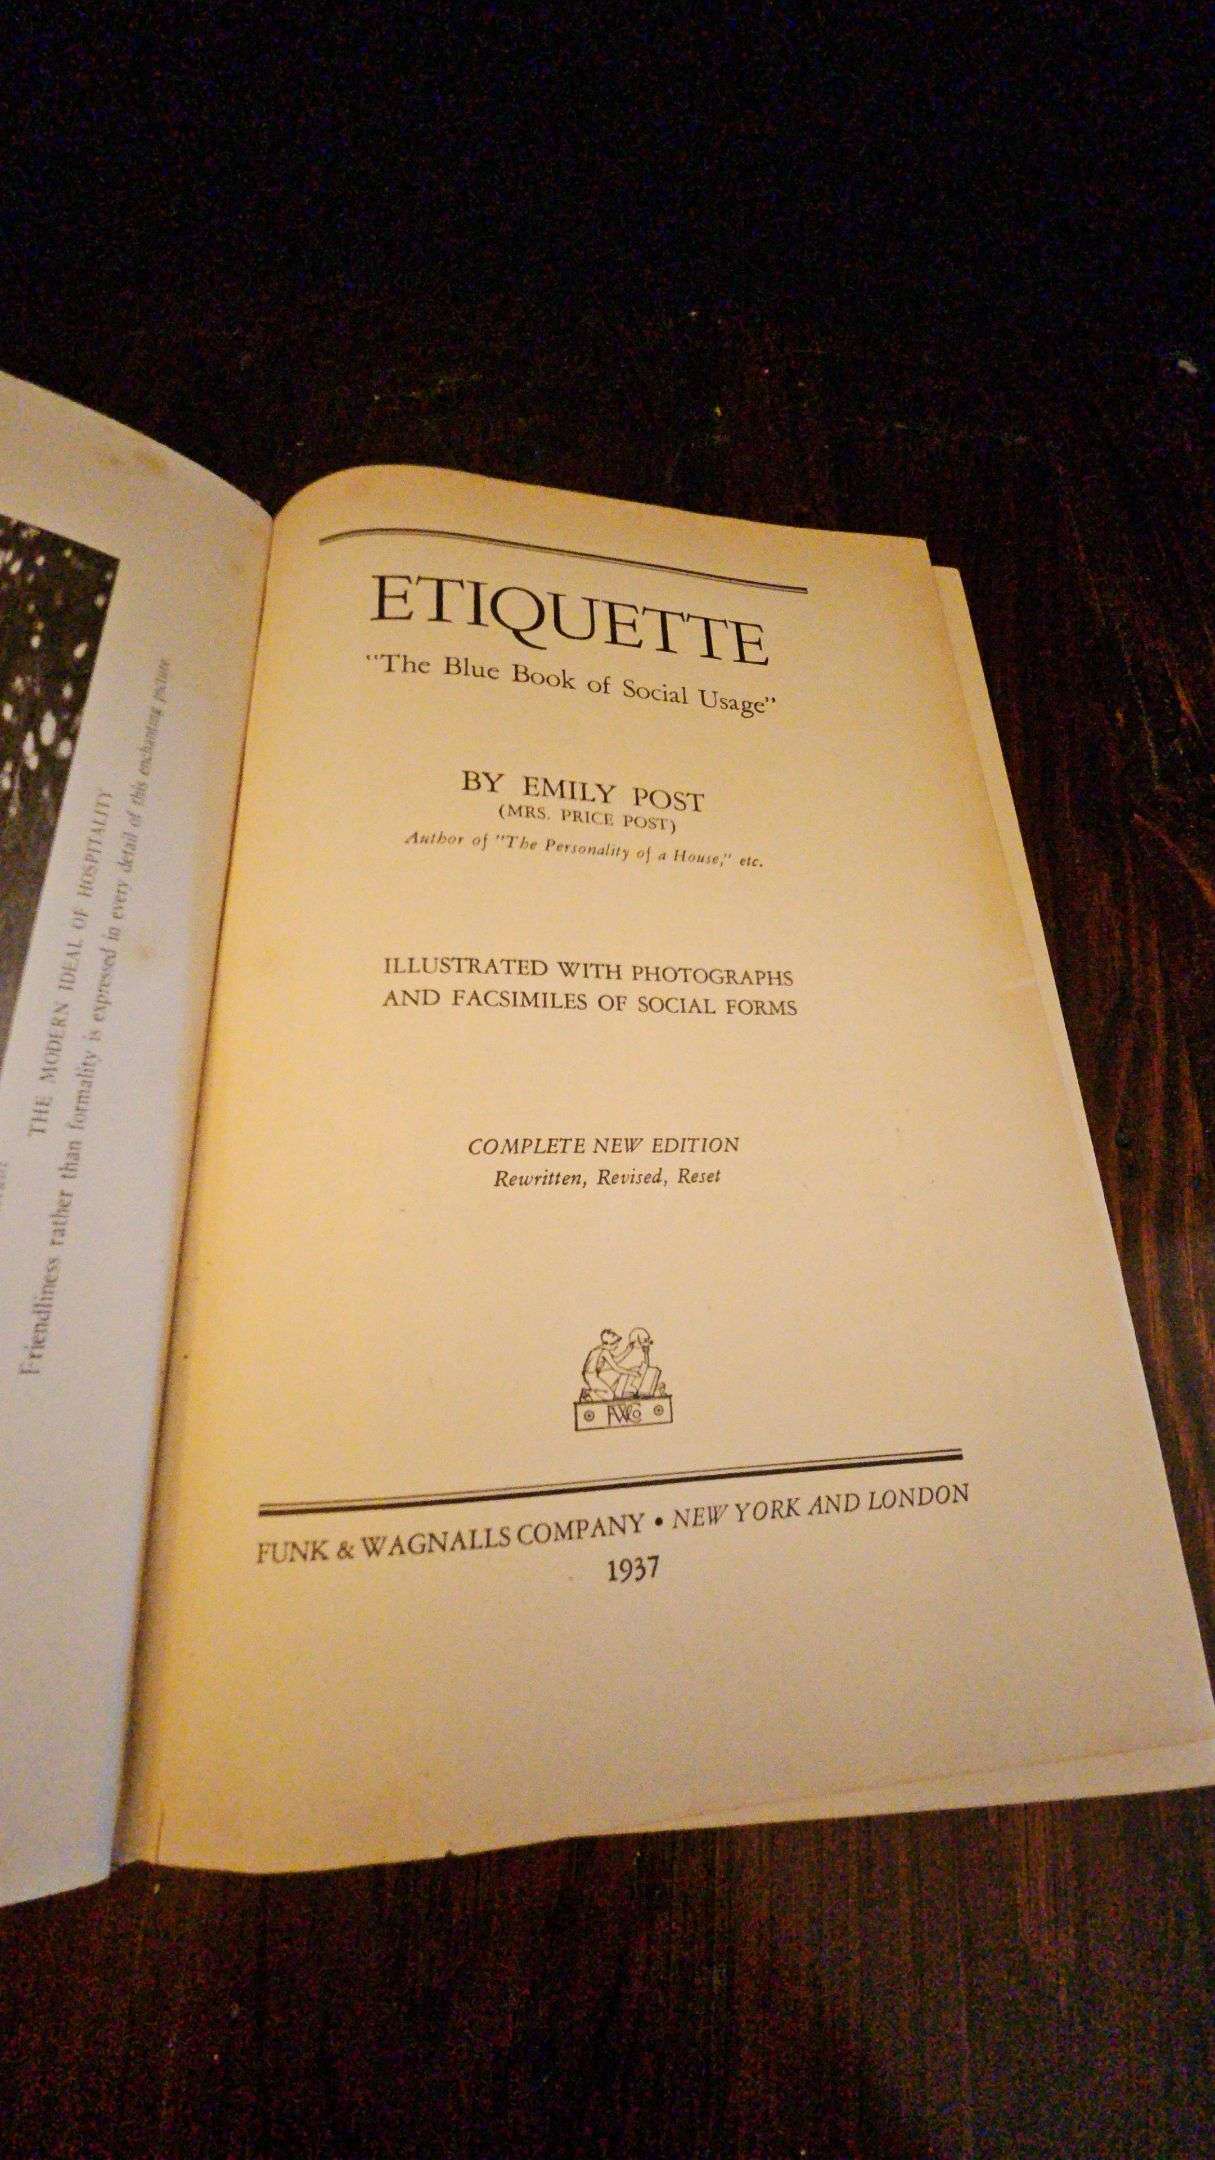 THE MODERN IDEAL OF HOSPITALITY
Friendliness rather than formality is expressed in every detail of this enchanting picture
ETIQUETTE
"The Blue Book of Social Usage"
BY EMILY POST
(MRS. PRICE POST)
Author of "The Personality of a House," etc.
ILLUSTRATED WITH PHOTOGRAPHS
AND FACSIMILES OF SOCIAL FORMS
COMPLETE NEW EDITION
Rewritten, Revised, Reset
FUNK & WAGNALLS COMPANY • NEW YORK AND LONDON
1937